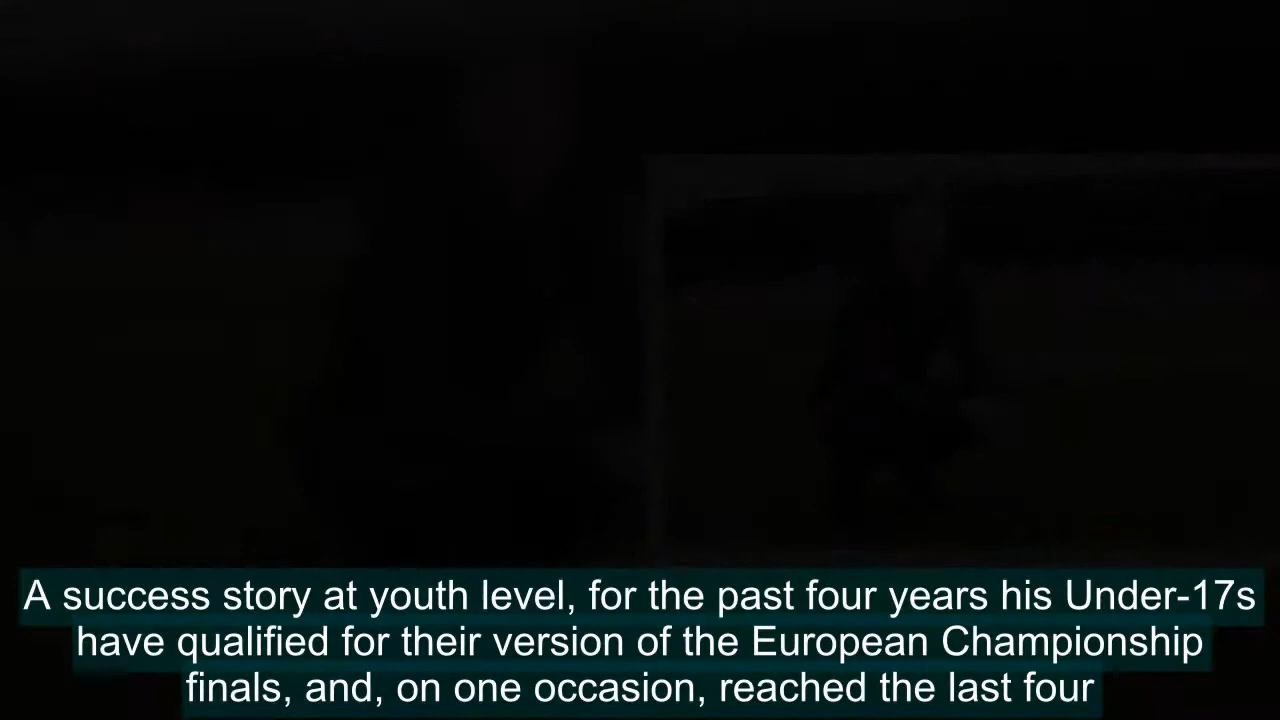 A success story at youth level, for the past four years his Under-17s
have qualified for their version of the European Championship
finals, and, on one occasion, reached the last four